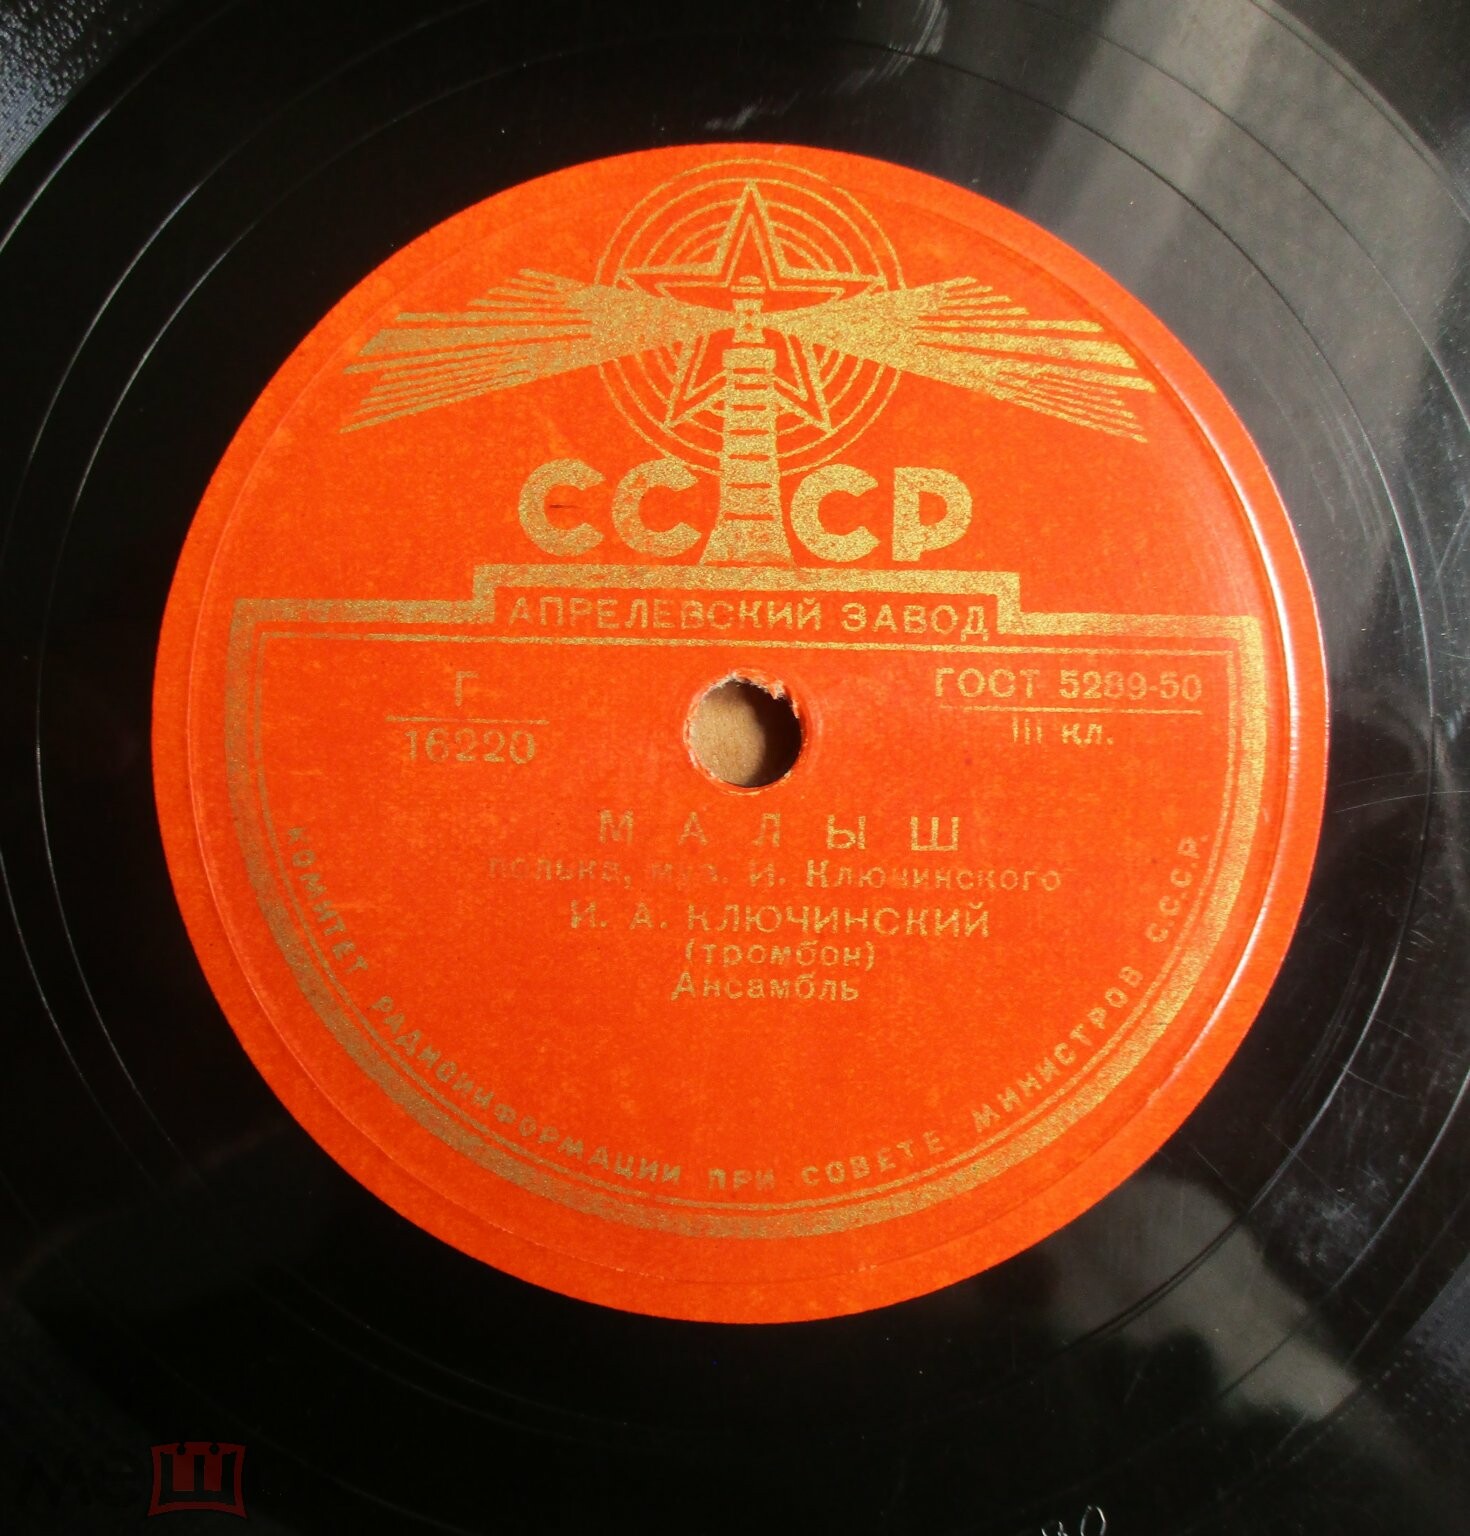 СССР
АПРЕЛЕВСКИЙ ЗАВОД
Г
16220
ГОСТ 5289-50
III кл.
МАЛЫШ
полька, муз. И. Ключинского
И. А. КЛЮЧИНСКИЙ
(тромбон)
Ансамбль
КОМИТЕТ РАДИОИНФОРМАЦИИ ПРИ СОВЕТЕ МИНИСТРОВ С.С.С.Р.